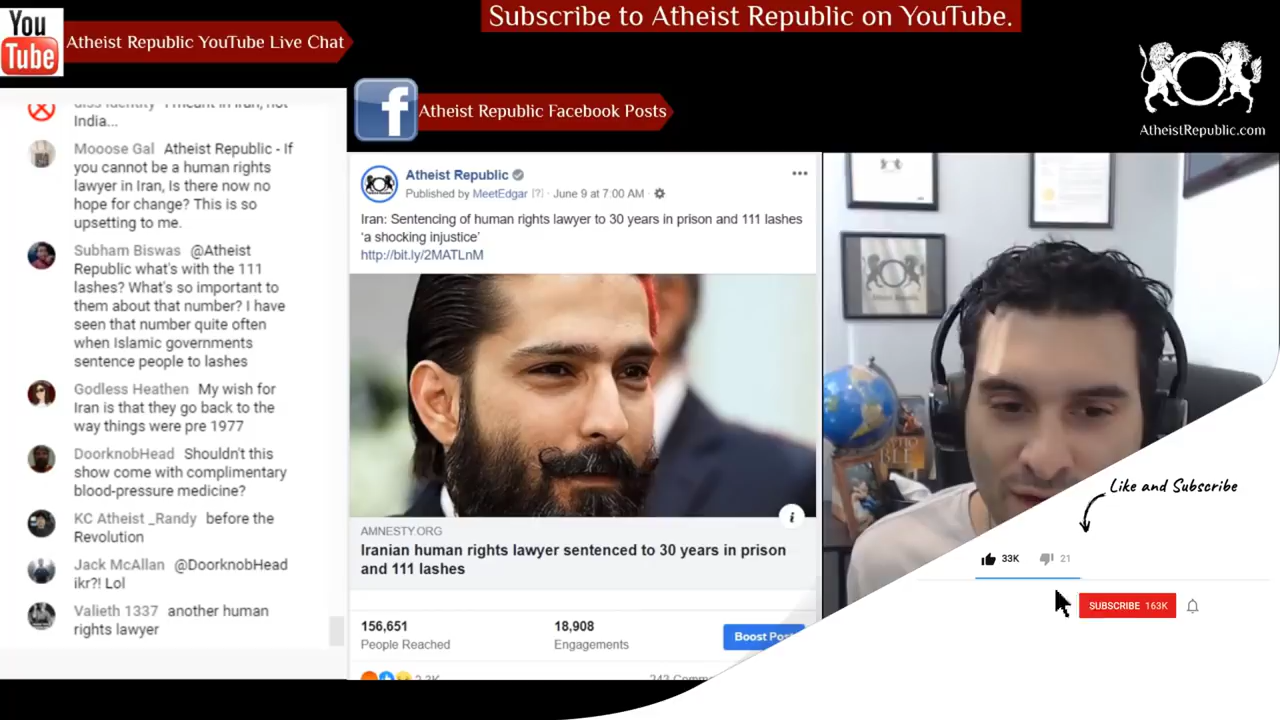 Subscribe to Atheist Republic on YouTube.
You
Tube
Atheist Republic YouTube Live Chat
AtheistRepublic.com
Atheist Republic Facebook Posts
I meant in Iran, not
India...
Mooose Gal Atheist Republic - If
you cannot be a human rights
lawyer in Iran, Is there now no
hope for change? This is so
upsetting to me.
Subham Biswas @Atheist
Republic what's with the 111
lashes? What's so important to
them about that number? I have
seen that number quite often
when Islamic governments
sentence people to lashes
Godless Heathen My wish for
Iran is that they go back to the
way things were pre 1977
DoorknobHead Shouldn't this
show come with complimentary
blood-pressure medicine?
KC Atheist _Randy before the
Revolution
Jack McAllan @DoorknobHead
ikr?! Lol
Valieth 1337 another human
rights lawyer
Atheist Republic
Published by MeetEdgar [?] · June 9 at 7:00 AM ·
Iran: Sentencing of human rights lawyer to 30 years in prison and 111 lashes
‘a shocking injustice’
http://bit.ly/2MATLnM
AMNESTY.ORG
Iranian human rights lawyer sentenced to 30 years in prison
and 111 lashes
156,651
People Reached
18,908
Engagements
Boost Post
Like and Subscribe
33K
21
SUBSCRIBE 163K